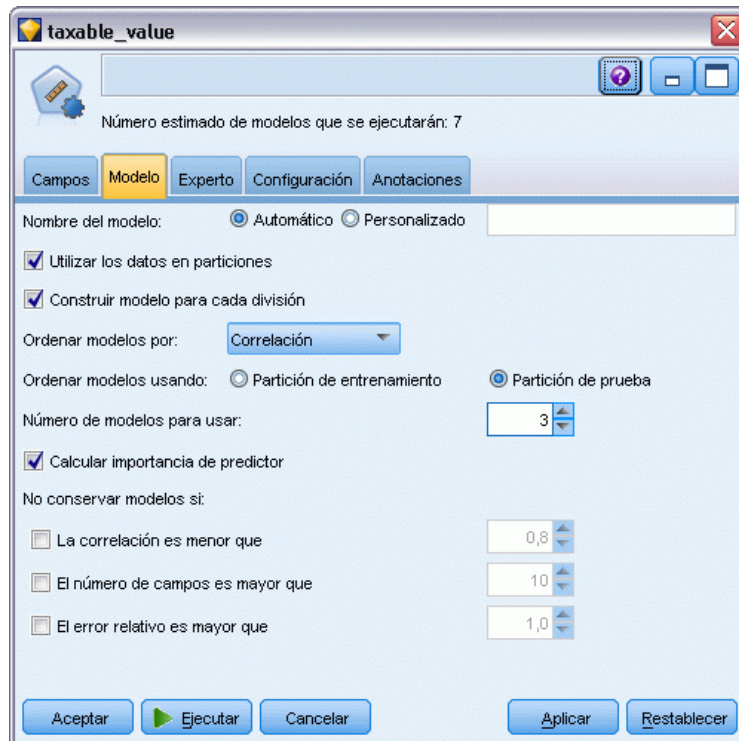 taxable_value
Número estimado de modelos que se ejecutarán: 7
Campos Modelo Experto Configuración Anotaciones
Nombre del modelo: Automático Personalizado
Utilizar los datos en particiones
Construir modelo para cada división
Ordenar modelos por: Correlación
Ordenar modelos usando: Partición de entrenamiento Partición de prueba
Número de modelos para usar: 3
Calcular importancia de predictor
No conservar modelos si:
La correlación es menor que 0,8
El número de campos es mayor que 10
El error relativo es mayor que 1,0
Aceptar Ejecutar Cancelar Aplicar Restablecer